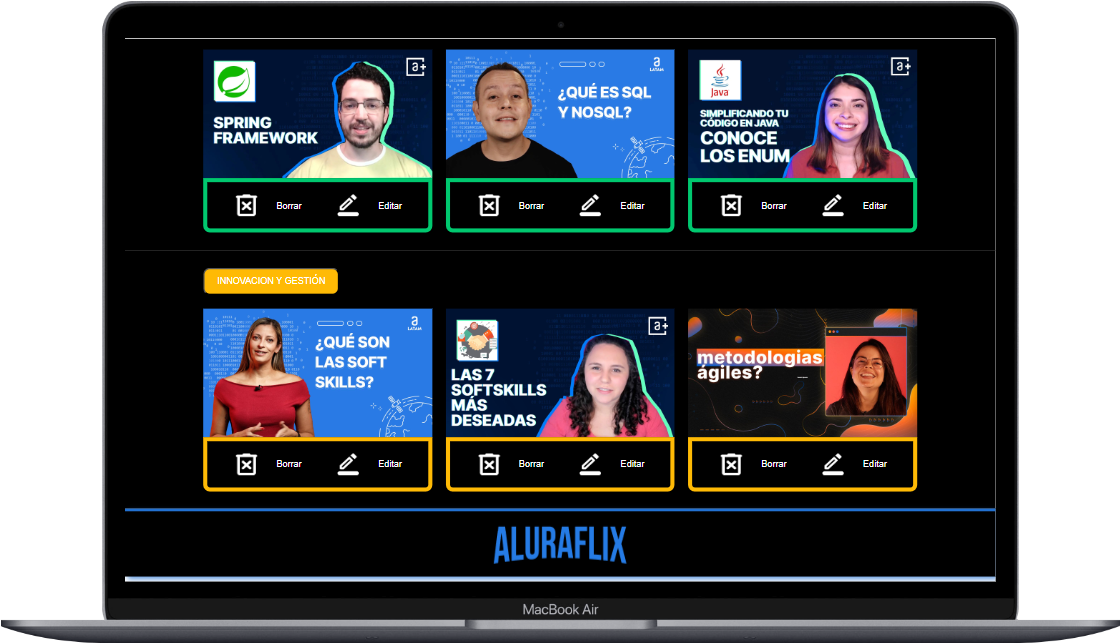 a+
SPRING
FRAMEWORK
a
LATAM
¿QUÉ ES SQL
Y NOSQL?
Java
a+
SIMPLIFICANDO TU
CÓDIGO EN JAVA
CONOCE
LOS ENUM
Borrar
Editar
Borrar
Editar
Borrar
Editar
INNOVACION Y GESTIÓN
a
LATAM
¿QUÉ SON
LAS SOFT
SKILLS?
a+
LAS 7
SOFTSKILLS
MÁS
DESEADAS
metodologias
ágiles?
Borrar
Editar
Borrar
Editar
Borrar
Editar
ALURAFLIX
MacBook Air